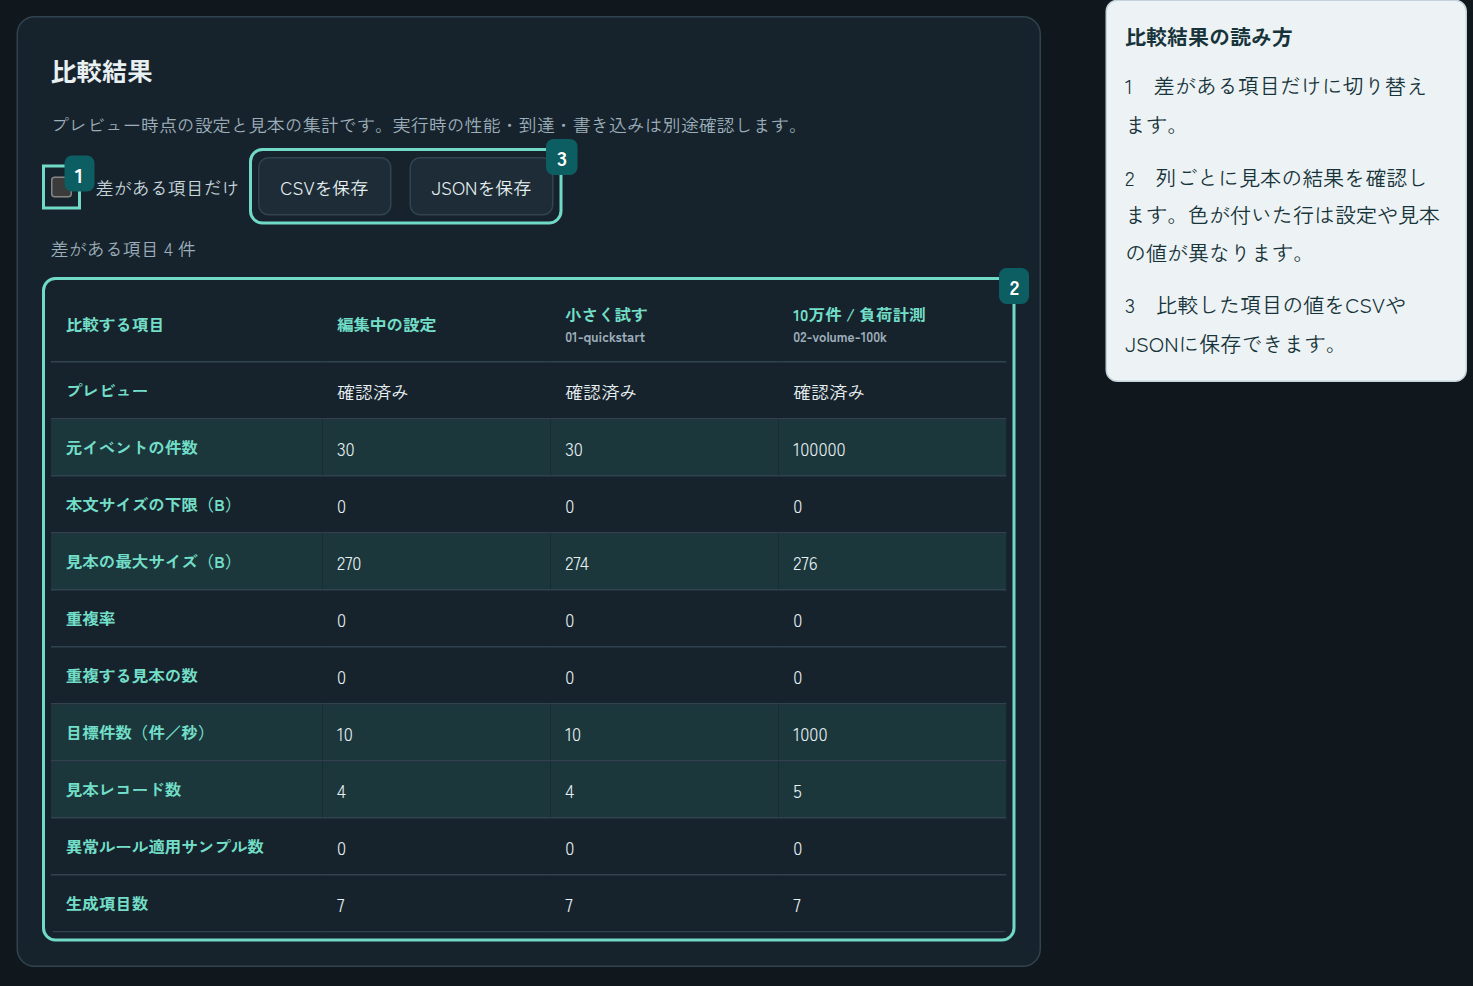 比較結果
プレビュー時点の設定と見本の集計です。実行時の性能・到達・書き込みは別途確認します。
1 差がある項目だけ CSVを保存 JSONを保存 3
差がある項目 4 件
2
比較する項目 編集中の設定 小さく試す 10万件 / 負荷計測
01-quickstart 02-volume-100k
プレビュー 確認済み 確認済み 確認済み
元イベントの件数 30 30 100000
本文サイズの下限（B） 0 0 0
見本の最大サイズ（B） 270 274 276
重複率 0 0 0
重複する見本の数 0 0 0
目標件数（件／秒） 10 10 1000
見本レコード数 4 4 5
異常ルール適用サンプル数 0 0 0
生成項目数 7 7 7
比較結果の読み方
1 差がある項目だけに切り替え
ます。
2 列ごとに見本の結果を確認し
ます。色が付いた行は設定や見本
の値が異なります。
3 比較した項目の値をCSVや
JSONに保存できます。